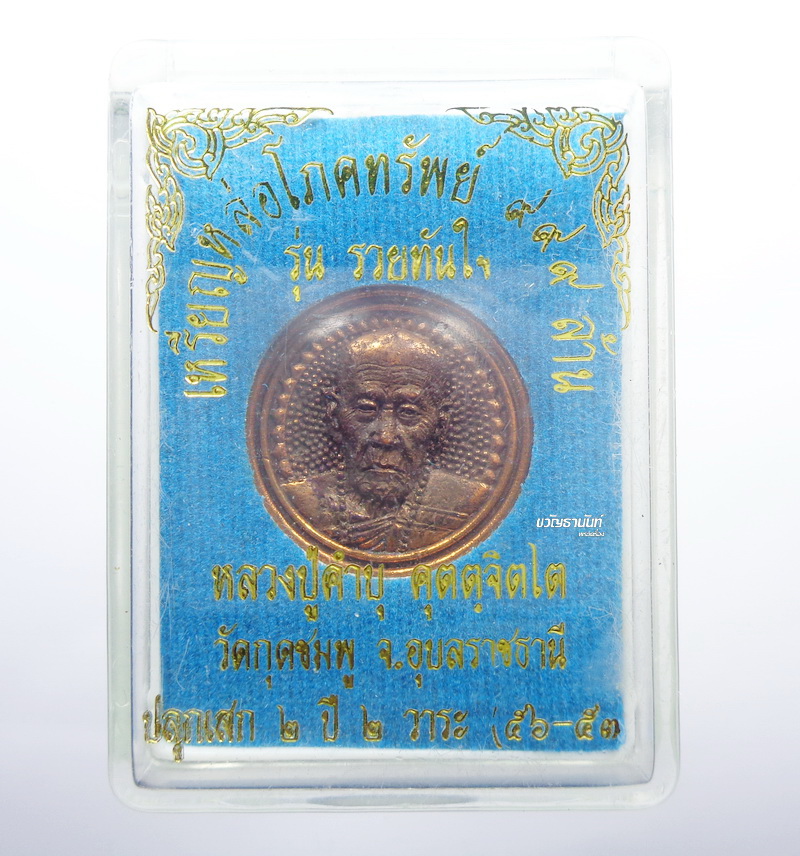 เหรียญหล่อโภคทรัพย์ ๙๙๙ ล้าน
รุ่น รวยทันใจ
ขวัญธานันท์
หลวงปู่คำบุ คุตฺตจิตฺโต
วัดกุดชมพู จ.อุบลราชธานี
ปลุกเสก ๒ ปี ๒ วาระ (๕๖-๕๗